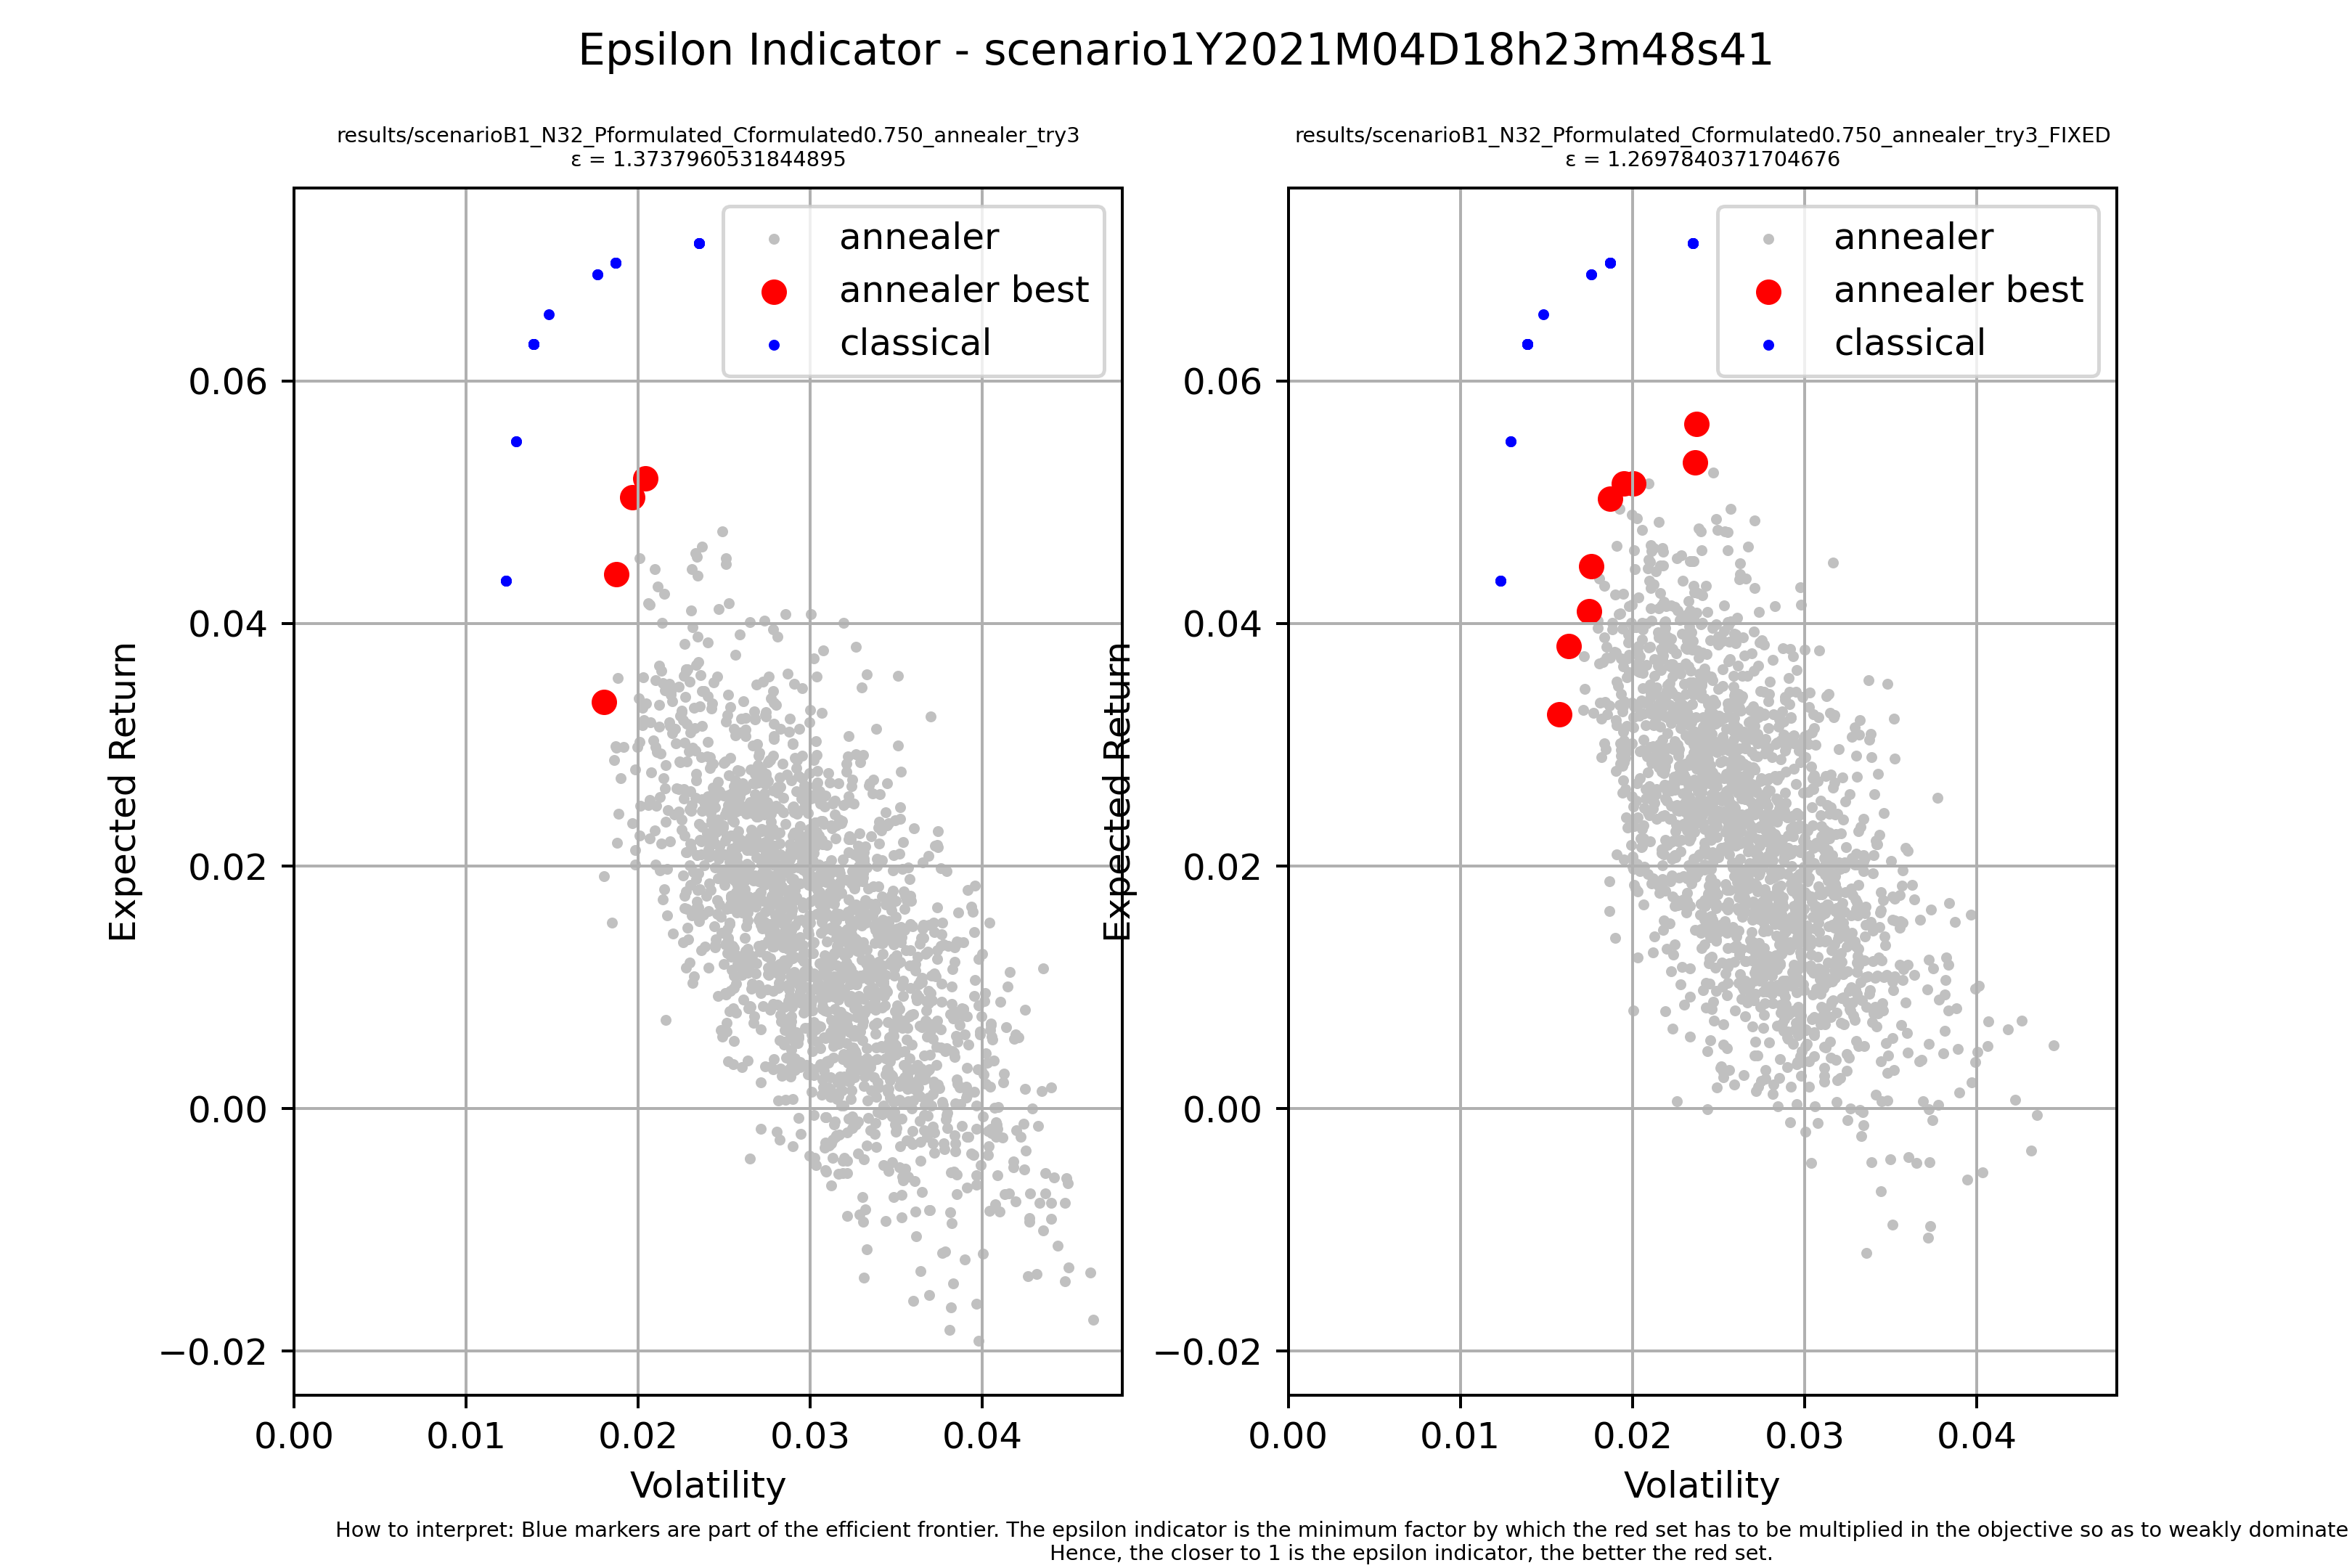 Epsilon Indicator - scenario1Y2021M04D18h23m48s41
results/scenarioB1_N32_Pformulated_Cformulated0.750_annealer_try3
ε = 1.3737960531844895
annealer
annealer best
classical
0.06
0.04
0.02
0.00
−0.02
Expected Return
0.00 0.01 0.02 0.03 0.04
Volatility
results/scenarioB1_N32_Pformulated_Cformulated0.750_annealer_try3_FIXED
ε = 1.2697840371704676
annealer
annealer best
classical
0.06
0.04
0.02
0.00
−0.02
Expected Return
0.00 0.01 0.02 0.03 0.04
Volatility
How to interpret: Blue markers are part of the efficient frontier. The epsilon indicator is the minimum factor by which the red set has to be multiplied in the objective so as to weakly dominate
Hence, the closer to 1 is the epsilon indicator, the better the red set.